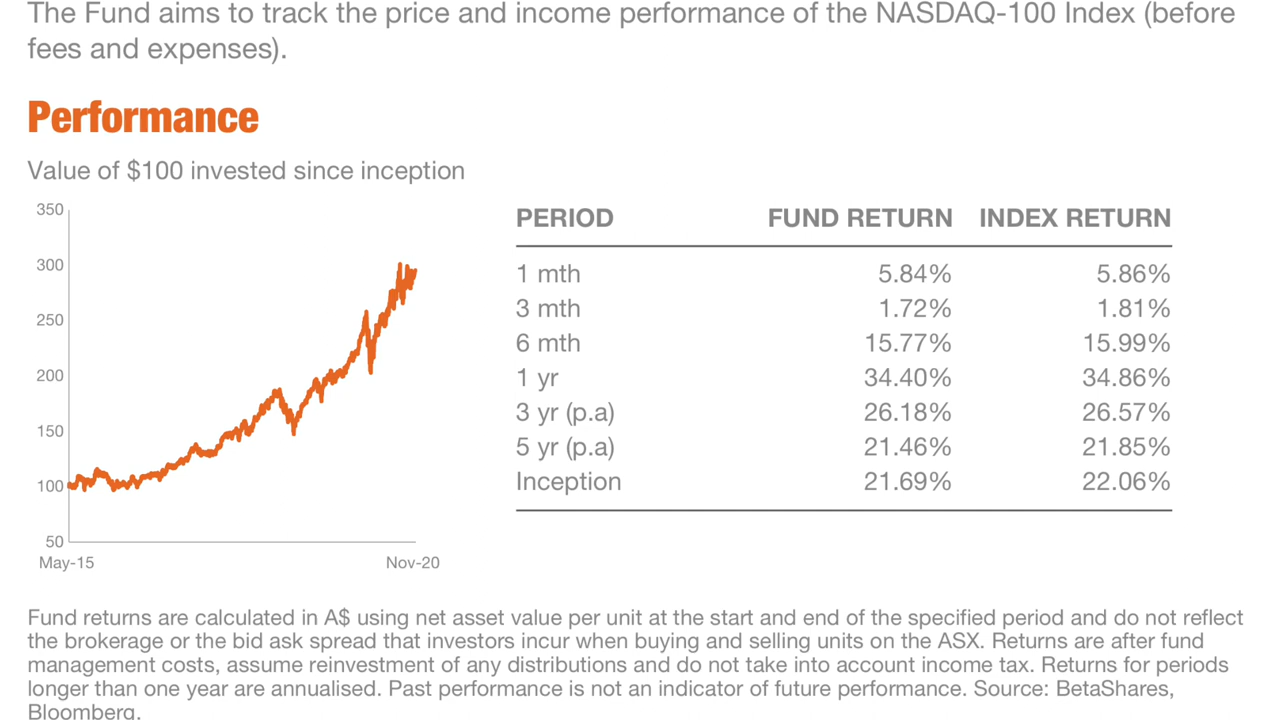 The Fund aims to track the price and income performance of the NASDAQ-100 Index (before
fees and expenses).
Performance
Value of $100 invested since inception
350
300
250
200
150
100
50
May-15 Nov-20
PERIOD FUND RETURN INDEX RETURN
1 mth 5.84% 5.86%
3 mth 1.72% 1.81%
6 mth 15.77% 15.99%
1 yr 34.40% 34.86%
3 yr (p.a) 26.18% 26.57%
5 yr (p.a) 21.46% 21.85%
Inception 21.69% 22.06%
Fund returns are calculated in A$ using net asset value per unit at the start and end of the specified period and do not reflect
the brokerage or the bid ask spread that investors incur when buying and selling units on the ASX. Returns are after fund
management costs, assume reinvestment of any distributions and do not take into account income tax. Returns for periods
longer than one year are annualised. Past performance is not an indicator of future performance. Source: BetaShares,
Bloomberg.